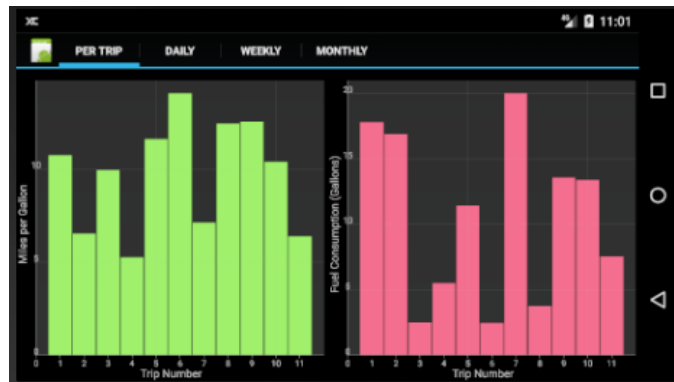 11:01
PER TRIP DAILY WEEKLY MONTHLY
Miles per Gallon
10
5
0
0 1 2 3 4 5 6 7 8 9 10 11
Trip Number
Fuel Consumption (Gallons)
20
15
10
5
0
0 1 2 3 4 5 6 7 8 9 10 11
Trip Number